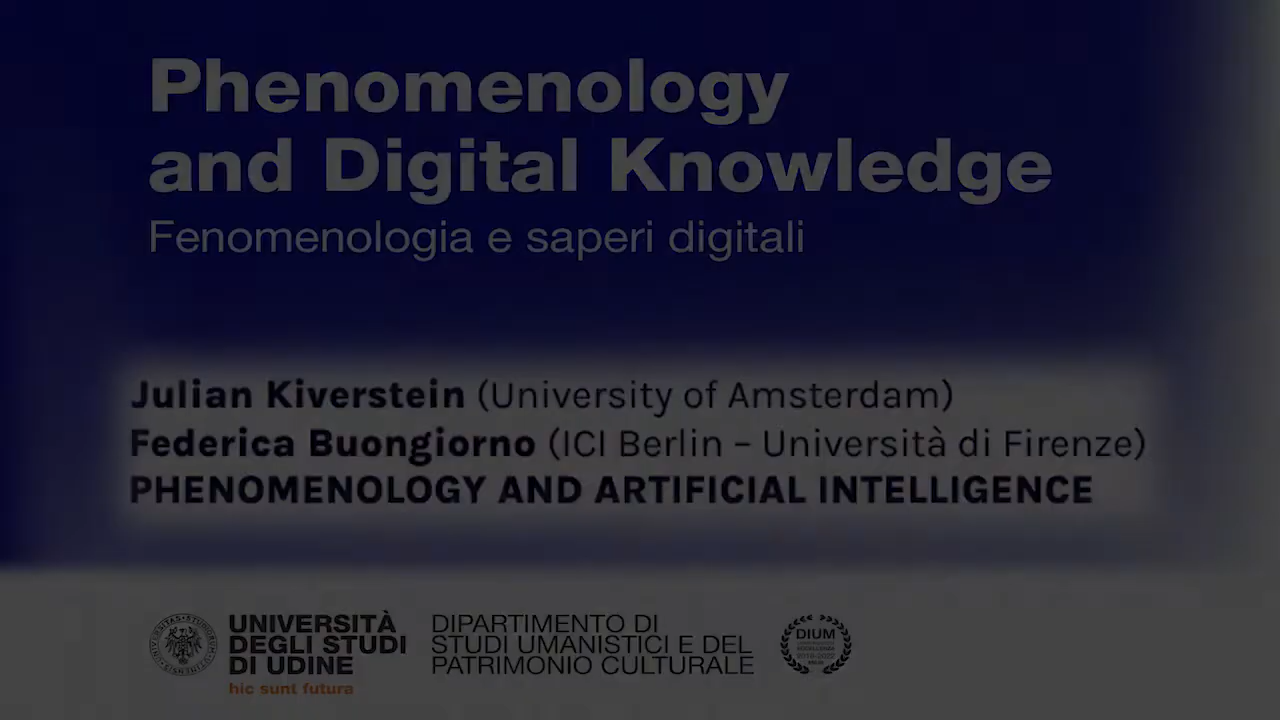 Phenomenology
and Digital Knowledge
Fenomenologia e saperi digitali
Julian Kiverstein (University of Amsterdam)
Federica Buongiorno (ICI Berlin – Università di Firenze)
PHENOMENOLOGY AND ARTIFICIAL INTELLIGENCE
UNIVERSITÀ
DEGLI STUDI
DI UDINE
hic sunt futura
DIPARTIMENTO DI
STUDI UMANISTICI E DEL
PATRIMONIO CULTURALE
DIUM